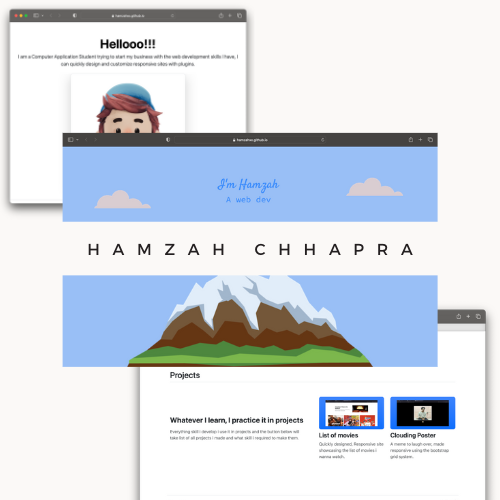 hamzahnc.github.io
Hellooo!!!
I am a Computer Application Student trying to start my business with the web development skills I have, I
can quickly design and customize responsive sites with plugins.
I'm Hamzah
A web dev
HAMZAH CHHAPRA
Projects
Whatever I learn, I practice it in projects
Everything skill I develop i use it in projects and the button below will
take list of all projects I made and what skill I required to make them.
List of movies
Quickly designed, Responsive site
showcasing the list of movies I
wanna watch.
Clouding Poster
A meme to laugh over, made
responsive using the bootstrap
grid system.